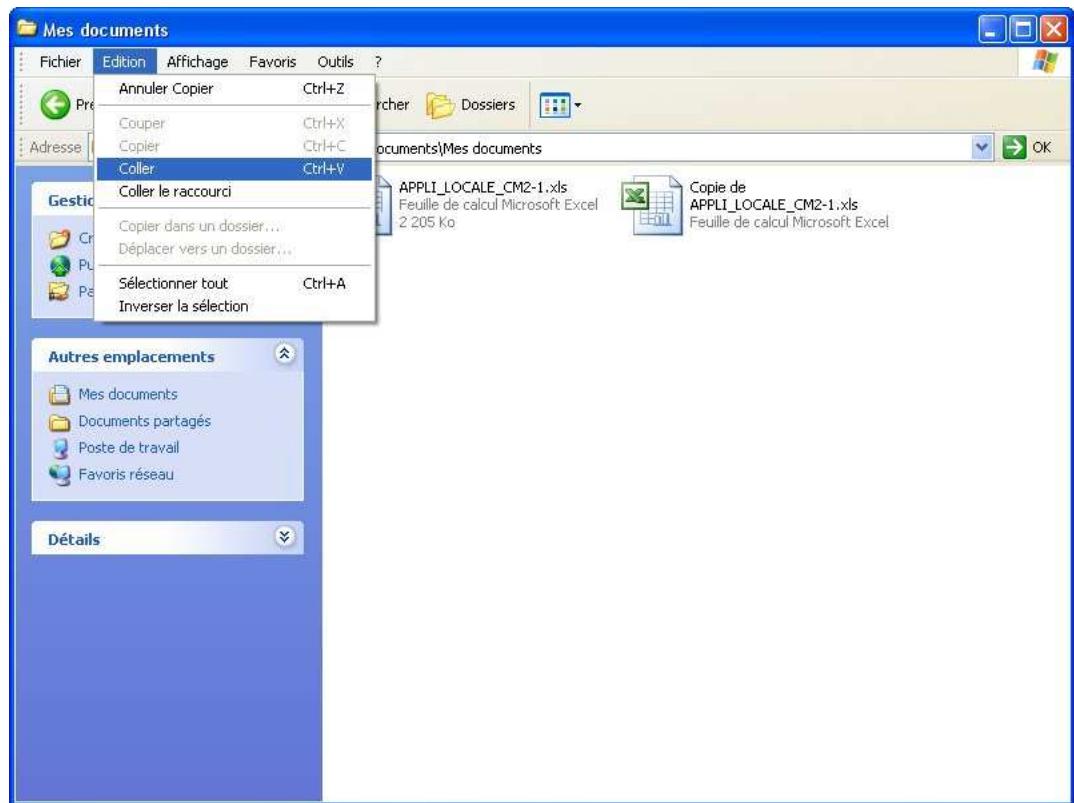 Mes documents
Fichier Edition Affichage Favoris Outils ?
Annuler Copier Ctrl+Z
Dossiers
Couper Ctrl+X
Adresse
Copier Ctrl+C
\Mes documents
OK
Coller Ctrl+V
Coller le raccourci
Copier dans un dossier...
Déplacer vers un dossier...
Sélectionner tout Ctrl+A
Inverser la sélection
APPLI_LOCALE_CM2-1.xls
Feuille de calcul Microsoft Excel
2 205 Ko
Copie de
APPLI_LOCALE_CM2-1.xls
Feuille de calcul Microsoft Excel
Autres emplacements
Mes documents
Documents partagés
Poste de travail
Favoris réseau
Détails